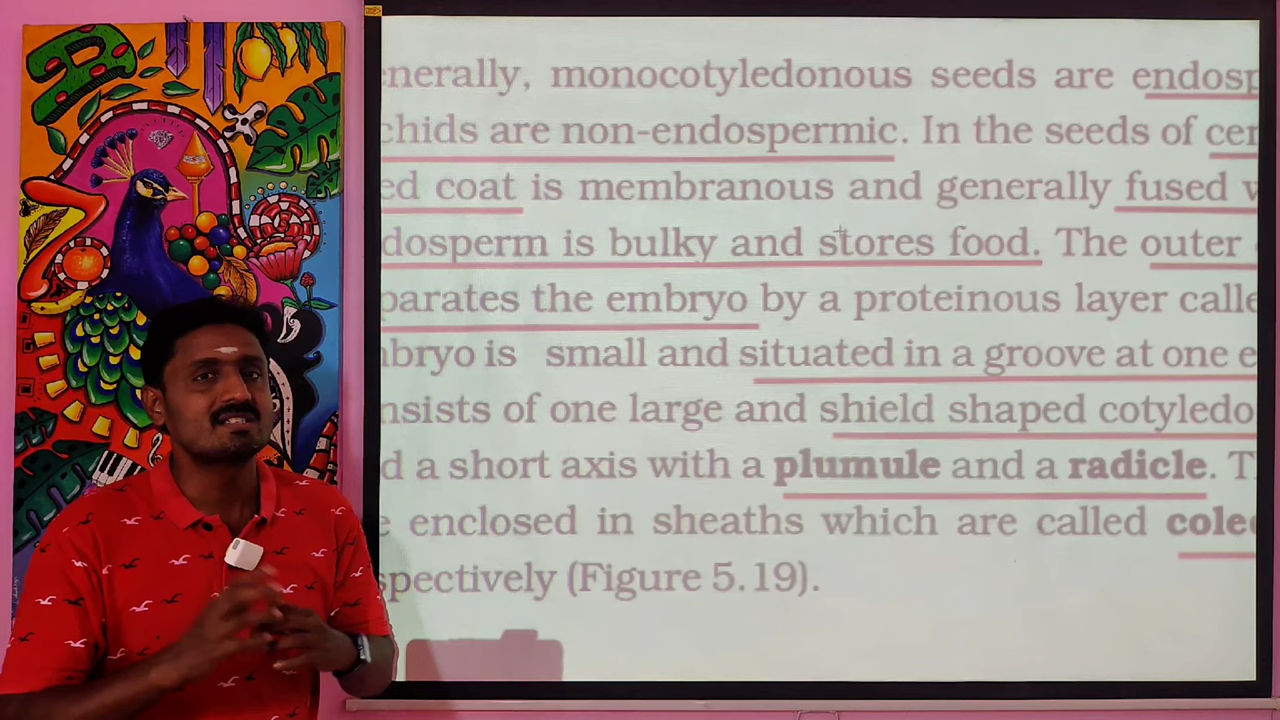 nerally, monocotyledonous seeds are endosp
chids are non-endospermic. In the seeds of cer
ed coat is membranous and generally fused
dosperm is bulky and stores food. The outer
parates the embryo by a proteinous layer calle
bryo is small and situated in a groove at one e
nsists of one large and shield shaped cotyledo
d a short axis with a plumule and a radicle. T
e enclosed in sheaths which are called cole
spectively (Figure 5.19).